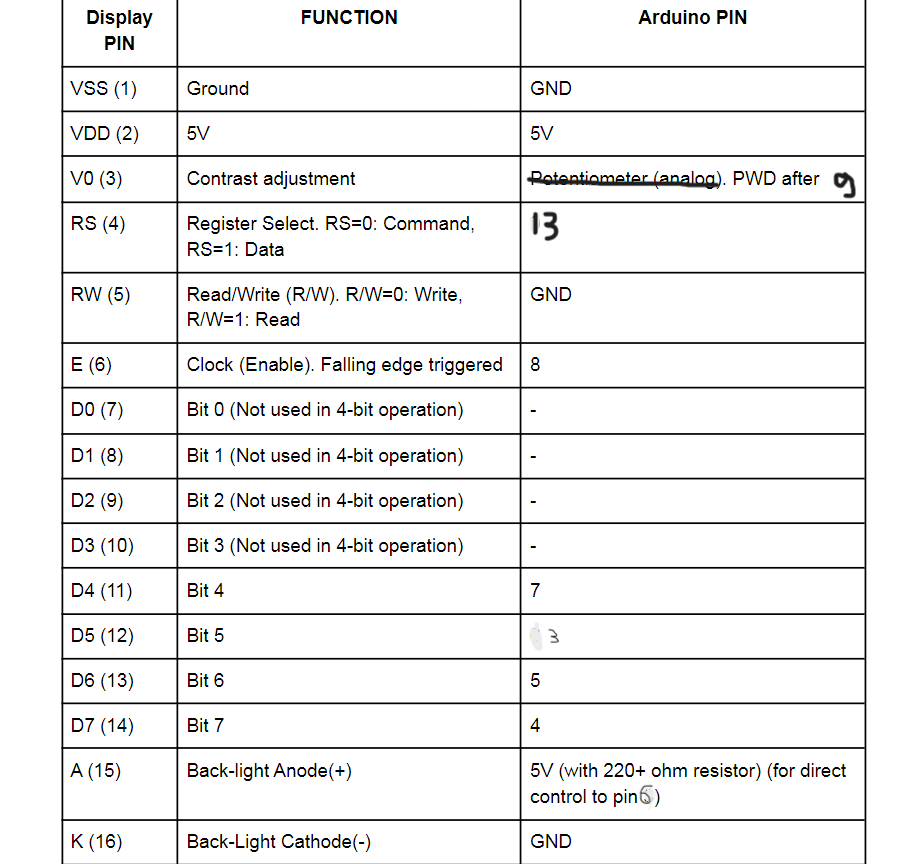 Display PIN
FUNCTION
Arduino PIN
VSS (1)
Ground
GND
VDD (2)
5V
5V
V0 (3)
Contrast adjustment
Potentiometer (analog). PWD after 9
RS (4)
Register Select. RS=0: Command,
RS=1: Data
13
RW (5)
Read/Write (R/W). R/W=0: Write,
R/W=1: Read
GND
E (6)
Clock (Enable). Falling edge triggered
8
D0 (7)
Bit 0 (Not used in 4-bit operation)
-
D1 (8)
Bit 1 (Not used in 4-bit operation)
-
D2 (9)
Bit 2 (Not used in 4-bit operation)
-
D3 (10)
Bit 3 (Not used in 4-bit operation)
-
D4 (11)
Bit 4
7
D5 (12)
Bit 5
3
D6 (13)
Bit 6
5
D7 (14)
Bit 7
4
A (15)
Back-light Anode(+)
5V (with 220+ ohm resistor) (for direct
control to pin6)
K (16)
Back-Light Cathode(-)
GND